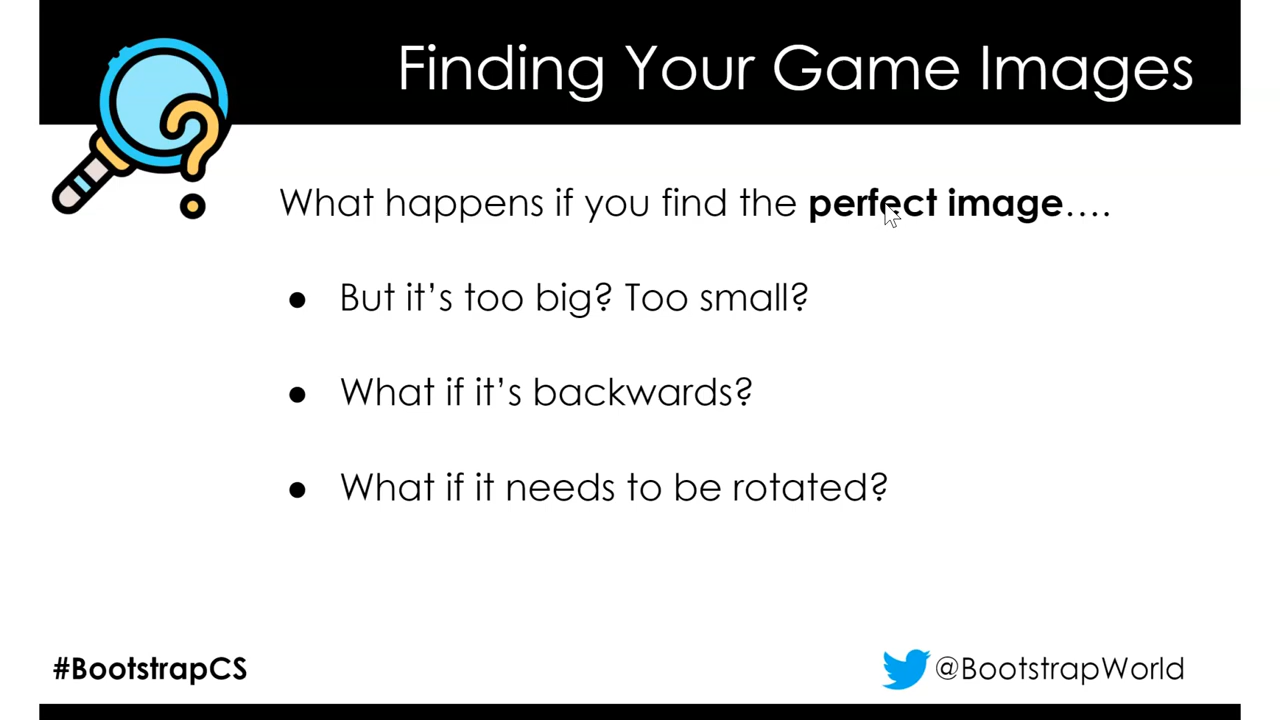 Finding Your Game Images
What happens if you find the perfect image....
● But it’s too big? Too small?
● What if it’s backwards?
● What if it needs to be rotated?
#BootstrapCS
@BootstrapWorld